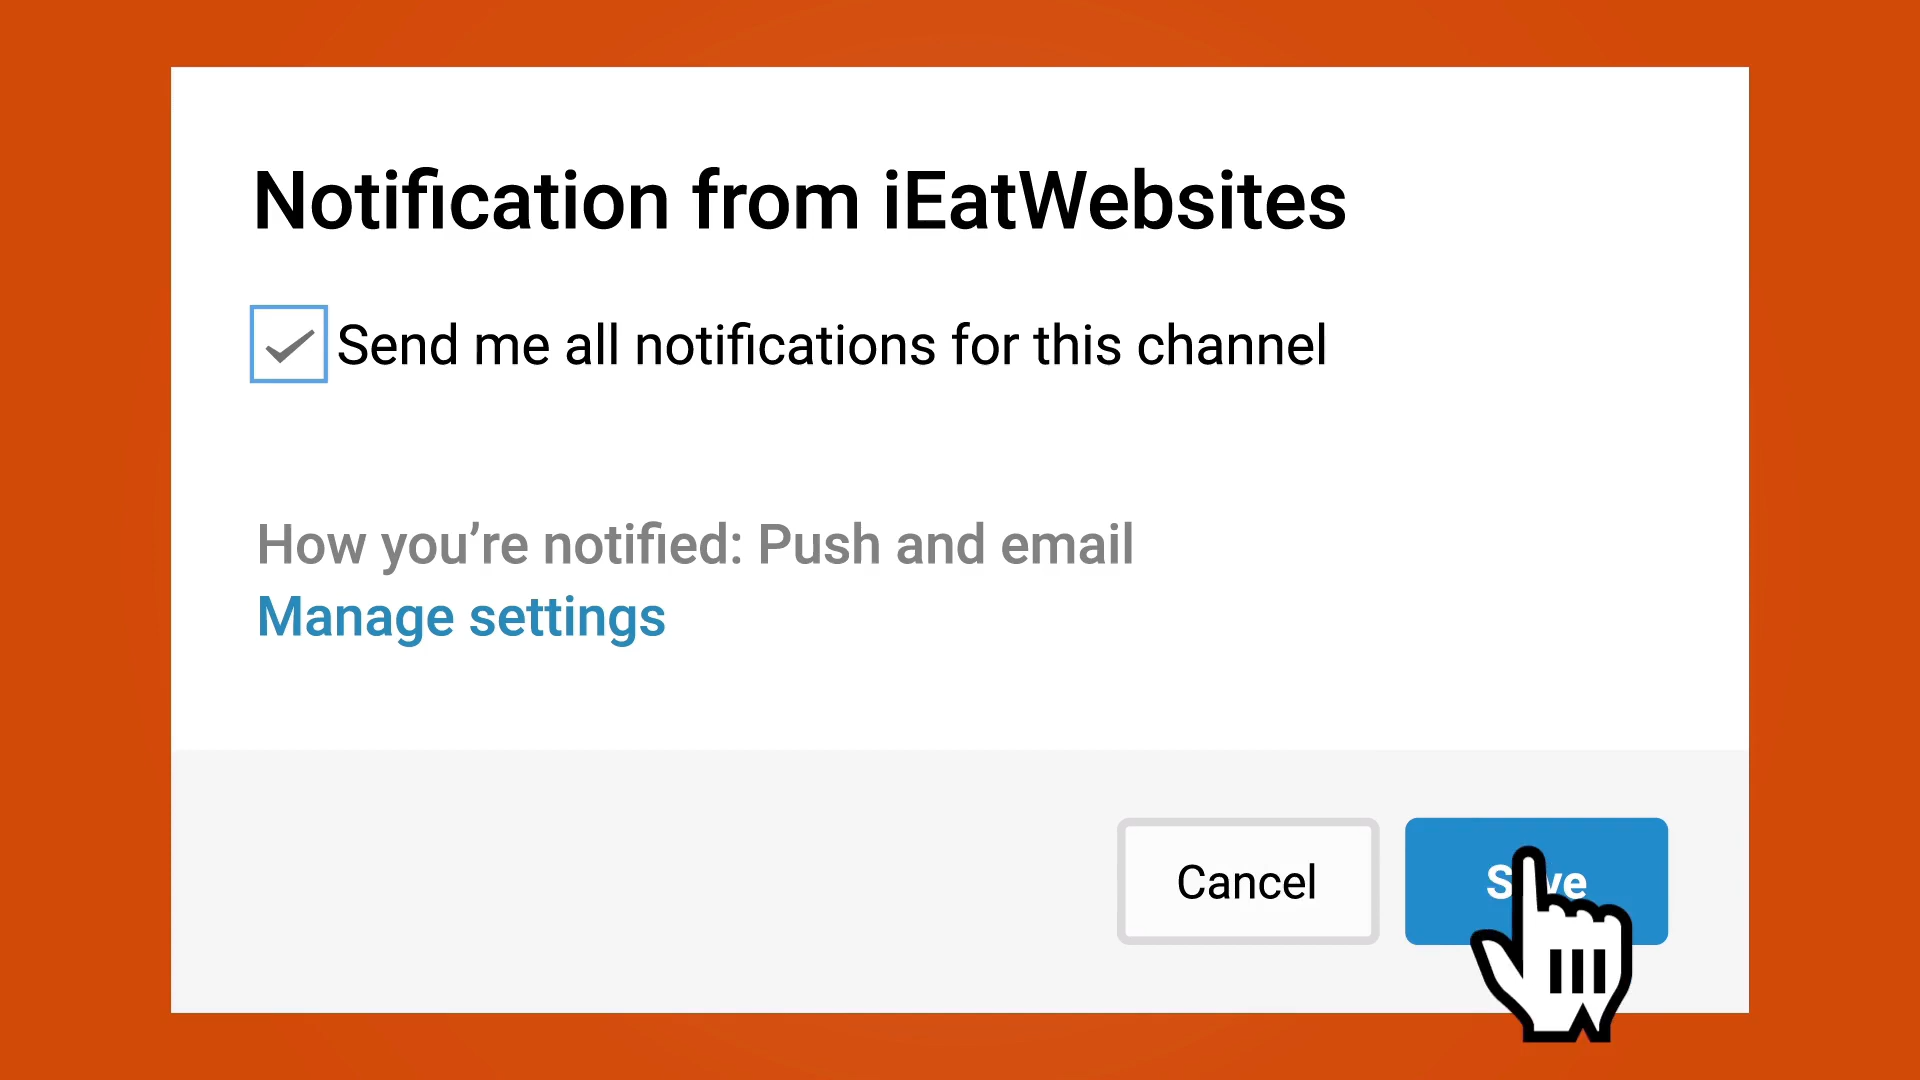 Notification from iEatWebsites
Send me all notifications for this channel
How you’re notified: Push and email
Manage settings
Cancel